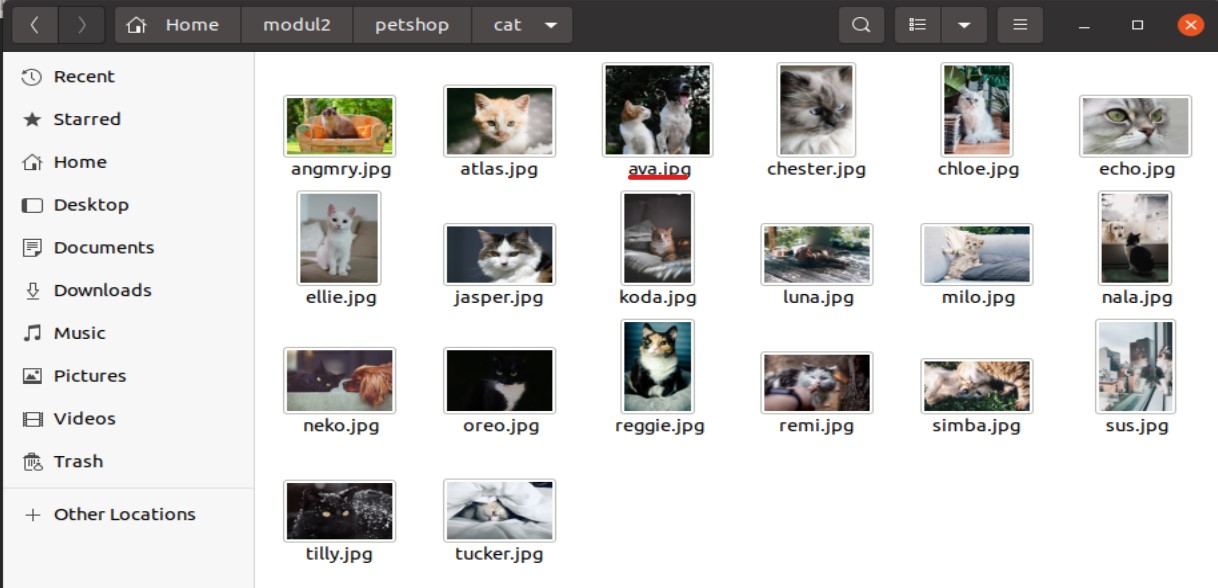 Home modul2 petshop cat
Recent
Starred
Home
Desktop
Documents
Downloads
Music
Pictures
Videos
Trash
Other Locations
angmry.jpg atlas.jpg ava.jpg chester.jpg chloe.jpg echo.jpg
ellie.jpg jasper.jpg koda.jpg luna.jpg milo.jpg nala.jpg
neko.jpg oreo.jpg reggie.jpg remi.jpg simba.jpg sus.jpg
tilly.jpg tucker.jpg